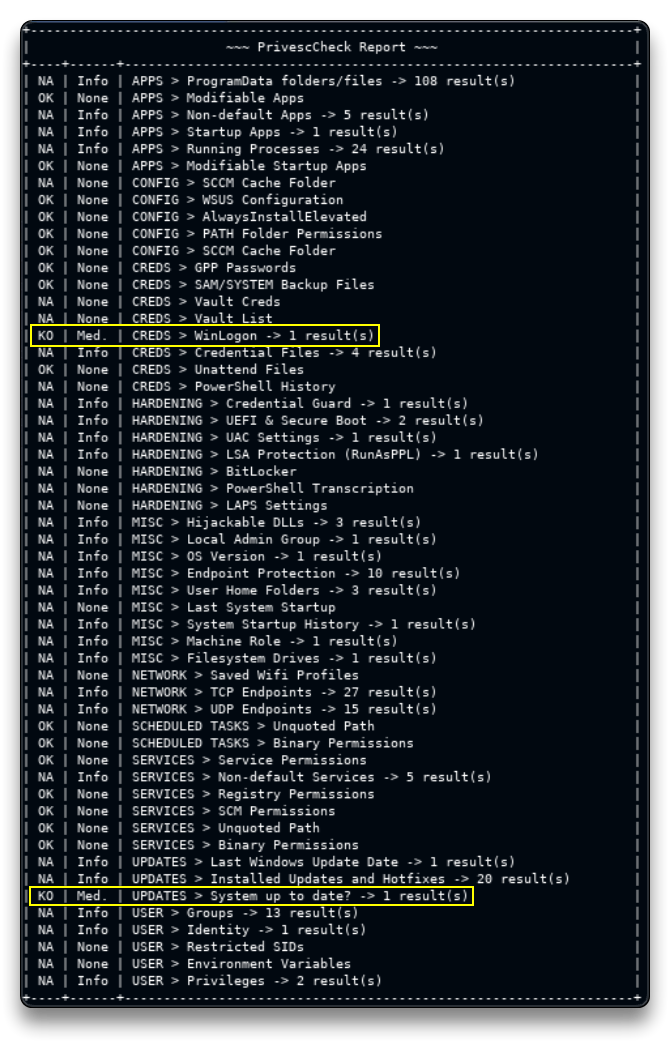 +----------------------------------------------------------------+
| ~~~ PrivescCheck Report ~~~ |
+----+------+----------------------------------------------------+
| NA | Info | APPS > ProgramData folders/files -> 108 result(s) |
| OK | None | APPS > Modifiable Apps |
| NA | Info | APPS > Non-default Apps -> 5 result(s) |
| NA | Info | APPS > Startup Apps -> 1 result(s) |
| NA | Info | APPS > Running Processes -> 24 result(s) |
| OK | None | APPS > Modifiable Startup Apps |
| NA | None | CONFIG > SCCM Cache Folder |
| OK | None | CONFIG > WSUS Configuration |
| OK | None | CONFIG > AlwaysInstallElevated |
| OK | None | CONFIG > PATH Folder Permissions |
| OK | None | CONFIG > SCCM Cache Folder |
| OK | None | CREDS > GPP Passwords |
| OK | None | CREDS > SAM/SYSTEM Backup Files |
| NA | None | CREDS > Vault Creds |
| NA | None | CREDS > Vault List |
| KO | Med. | CREDS > WinLogon -> 1 result(s) |
| NA | Info | CREDS > Credential Files -> 4 result(s) |
| OK | None | CREDS > Unattend Files |
| NA | None | CREDS > PowerShell History |
| NA | Info | HARDENING > Credential Guard -> 1 result(s) |
| NA | Info | HARDENING > UEFI & Secure Boot -> 2 result(s) |
| NA | Info | HARDENING > UAC Settings -> 1 result(s) |
| NA | Info | HARDENING > LSA Protection (RunAsPPL) -> 1 result(s) |
| NA | None | HARDENING > BitLocker |
| NA | None | HARDENING > PowerShell Transcription |
| NA | None | HARDENING > LAPS Settings |
| NA | Info | MISC > Hijackable DLLs -> 3 result(s) |
| NA | Info | MISC > Local Admin Group -> 1 result(s) |
| NA | Info | MISC > OS Version -> 1 result(s) |
| NA | Info | MISC > Endpoint Protection -> 10 result(s) |
| NA | Info | MISC > User Home Folders -> 3 result(s) |
| NA | None | MISC > Last System Startup |
| NA | Info | MISC > System Startup History -> 1 result(s) |
| NA | Info | MISC > Machine Role -> 1 result(s) |
| NA | Info | MISC > Filesystem Drives -> 1 result(s) |
| NA | None | NETWORK > Saved Wifi Profiles |
| NA | Info | NETWORK > TCP Endpoints -> 27 result(s) |
| NA | Info | NETWORK > UDP Endpoints -> 15 result(s) |
| OK | None | SCHEDULED TASKS > Unquoted Path |
| OK | None | SCHEDULED TASKS > Binary Permissions |
| OK | None | SERVICES > Service Permissions |
| NA | Info | SERVICES > Non-default Services -> 5 result(s) |
| OK | None | SERVICES > Registry Permissions |
| OK | None | SERVICES > SCM Permissions |
| OK | None | SERVICES > Unquoted Path |
| OK | None | SERVICES > Binary Permissions |
| NA | Info | UPDATES > Last Windows Update Date -> 1 result(s) |
| NA | Info | UPDATES > Installed Updates and Hotfixes -> 20 result(s) |
| KO | Med. | UPDATES > System up to date? -> 1 result(s) |
| NA | Info | USER > Groups -> 13 result(s) |
| NA | Info | USER > Identity -> 1 result(s) |
| NA | None | USER > Restricted SIDs |
| NA | None | USER > Environment Variables |
| NA | Info | USER > Privileges -> 2 result(s) |
+----+------+----------------------------------------------------+